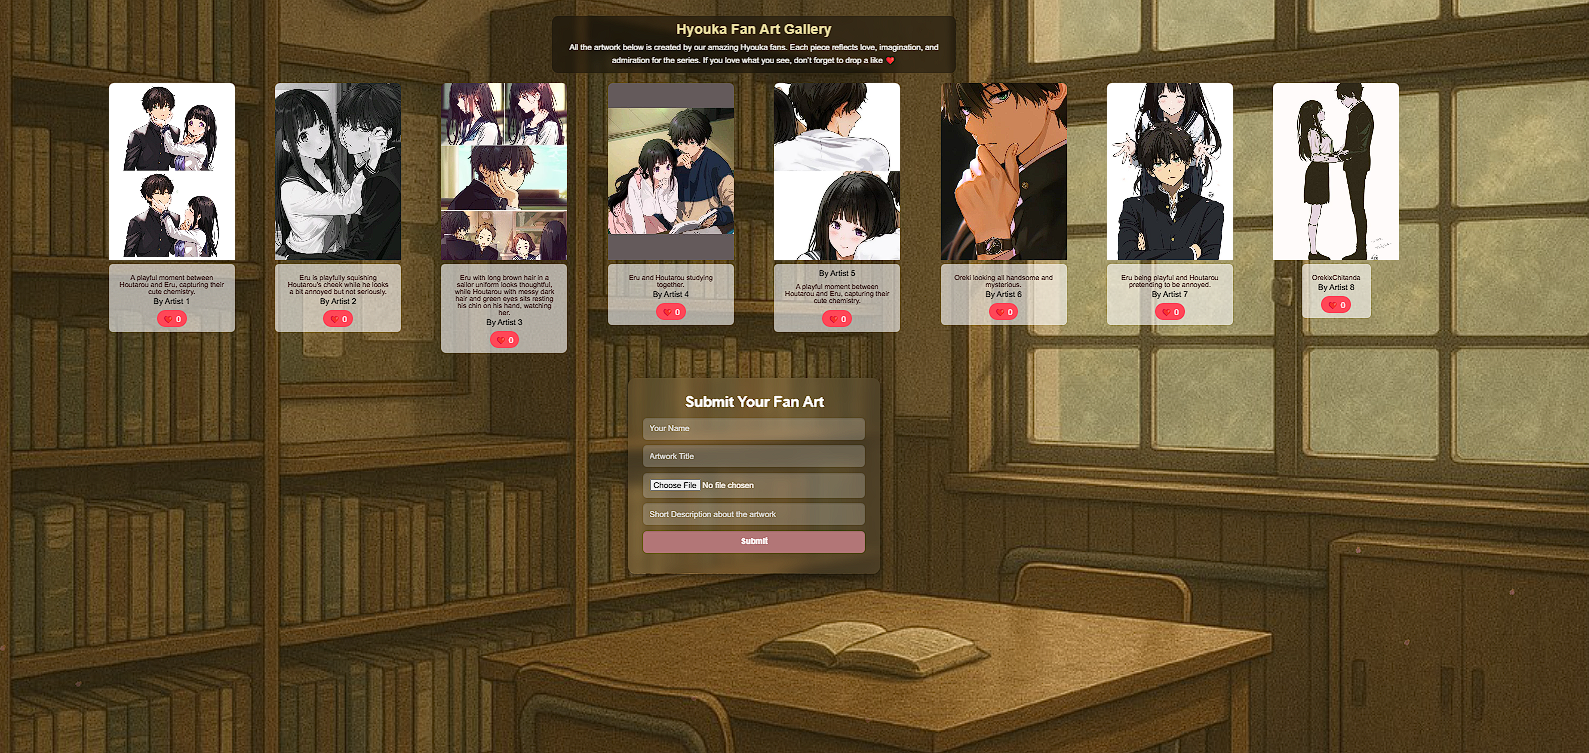 Hyouka Fan Art Gallery
All the artwork below is created by our amazing Hyouka fans. Each piece reflects love, imagination, and
admiration for the series. If you love what you see, don't forget to drop a like ❤️
A playful moment between
Houtarou and Eru, capturing their
cute chemistry.
By Artist 1
0
Eru is playfully squishing
Houtarou's cheek while he looks
a bit annoyed but not seriously.
By Artist 2
0
Eru with long brown hair in a
sailor uniform looks thoughtful,
while Houtarou with messy dark
hair and green eyes sits resting
his chin on his hand, watching
her.
By Artist 3
0
Eru and Houtarou studying
together.
By Artist 4
0
By Artist 5
A playful moment between
Houtarou and Eru, capturing their
cute chemistry.
0
Oreki looking all handsome and
mysterious.
By Artist 6
0
Eru being playful and Houtarou
pretending to be annoyed.
By Artist 7
0
OrekixChitanda
By Artist 8
0
Submit Your Fan Art
Your Name
Artwork Title
Choose File No file chosen
Short Description about the artwork
Submit